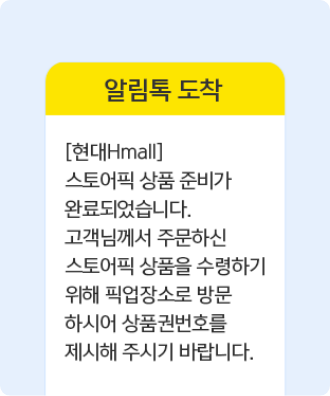 알림톡 도착
[현대Hmall]
스토어픽 상품 준비가
완료되었습니다.
고객님께서 주문하신
스토어픽 상품을 수령하기
위해 픽업장소로 방문
하시어 상품권번호를
제시해 주시기 바랍니다.